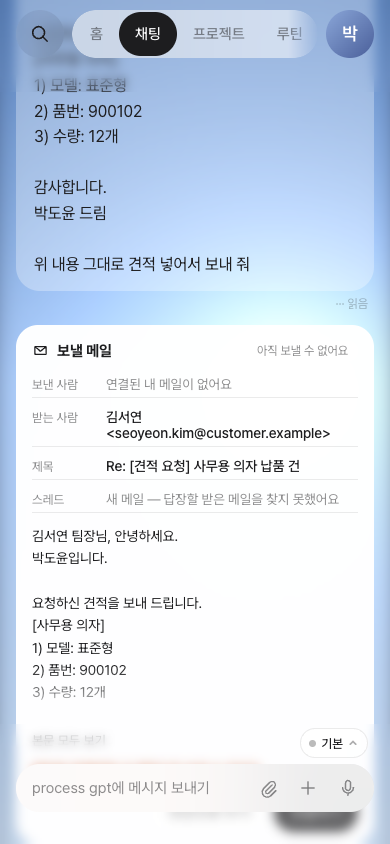 홈 채팅 프로젝트 루틴 박
1) 모델: 표준형
2) 품번: 900102
3) 수량: 12개
감사합니다.
박도윤 드림
위 내용 그대로 견적 넣어서 보내 줘
··· 읽음
보낼 메일 아직 보낼 수 없어요
보낸 사람 연결된 내 메일이 없어요
받는 사람 김서연
<seoyeon.kim@customer.example>
제목 Re: [견적 요청] 사무용 의자 납품 건
스레드 새 메일 — 답장할 받은 메일을 찾지 못했어요
김서연 팀장님, 안녕하세요.
박도윤입니다.
요청하신 견적을 보내 드립니다.
[사무용 의자]
1) 모델: 표준형
2) 품번: 900102
3) 수량: 12개
본문 모두 보기
기본
process gpt에 메시지 보내기